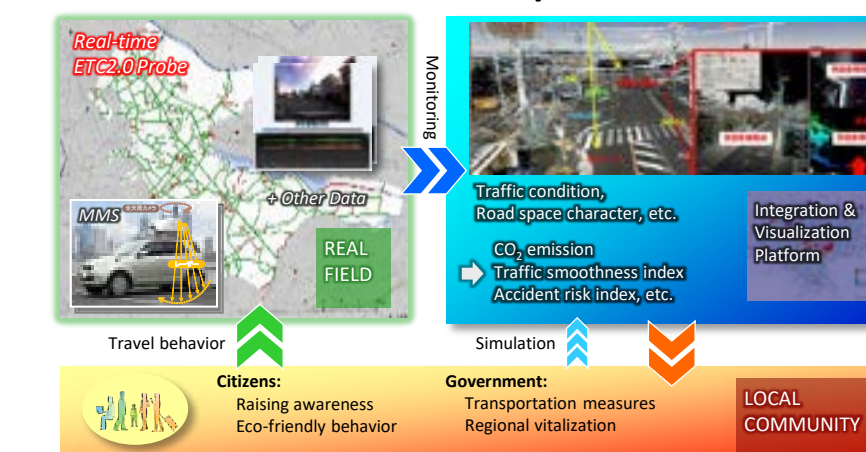 Real-time
ETC2.0 Probe
Monitoring
+ Other Data
MMS
REAL
FIELD
Traffic condition,
Road space character, etc.
CO₂ emission
Traffic smoothness index
Accident risk index, etc.
Integration &
Visualization
Platform
Travel behavior
Simulation
Citizens:
Raising awareness
Eco-friendly behavior
Government:
Transportation measures
Regional vitalization
LOCAL
COMMUNITY